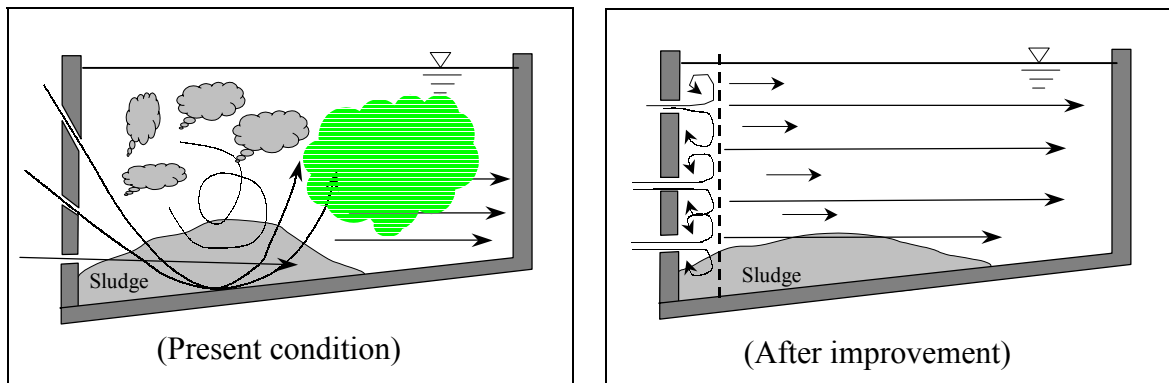 Sludge
(Present condition)
Sludge
(After improvement)